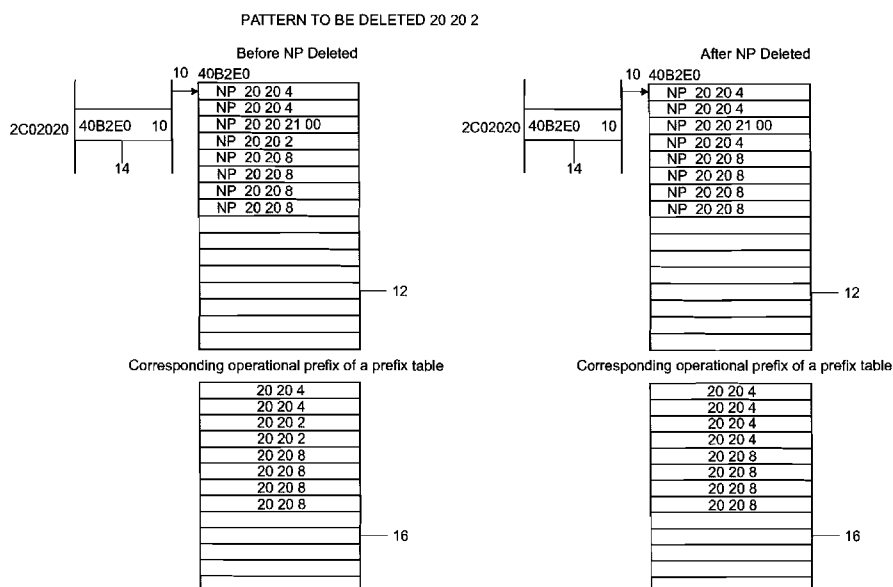 PATTERN TO BE DELETED 20 20 2
Before NP Deleted
10 40B2E0
NP 20 20 4
NP 20 20 4
2C02020 40B2E0 10 NP 20 20 21 00
NP 20 20 2
14 NP 20 20 8
NP 20 20 8
NP 20 20 8
NP 20 20 8
12
Corresponding operational prefix of a prefix table
20 20 4
20 20 4
20 20 2
20 20 2
20 20 8
20 20 8
20 20 8
20 20 8
16
After NP Deleted
10 40B2E0
NP 20 20 4
NP 20 20 4
2C02020 40B2E0 10 NP 20 20 21 00
NP 20 20 4
14 NP 20 20 8
NP 20 20 8
NP 20 20 8
NP 20 20 8
12
Corresponding operational prefix of a prefix table
20 20 4
20 20 4
20 20 4
20 20 4
20 20 8
20 20 8
20 20 8
20 20 8
16